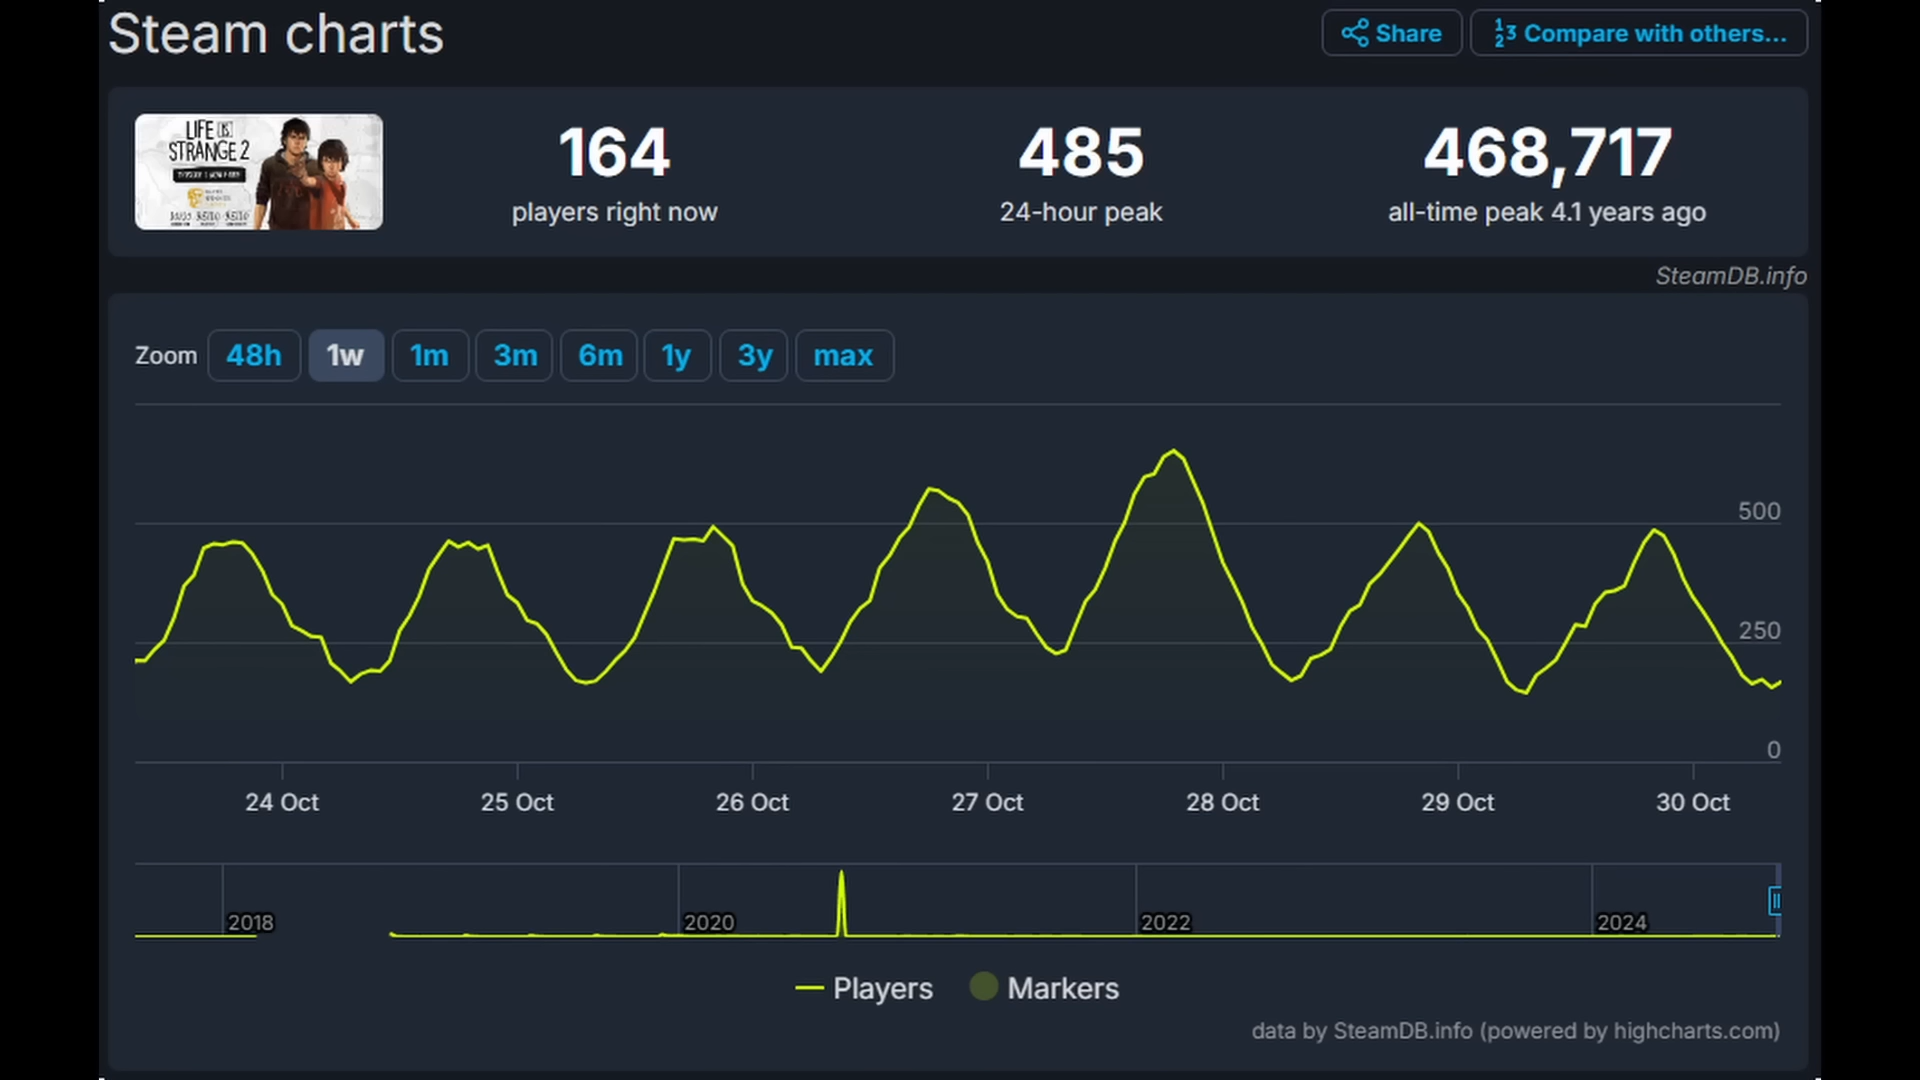 Steam charts
Share
Compare with others...
LIFE IS
STRANGE 2
164
players right now
485
24-hour peak
468,717
all-time peak 4.1 years ago
SteamDB.info
Zoom 48h 1w 1m 3m 6m 1y 3y max
500
250
0
24 Oct 25 Oct 26 Oct 27 Oct 28 Oct 29 Oct 30 Oct
2018 2020 2022 2024
Players Markers
data by SteamDB.info (powered by highcharts.com)